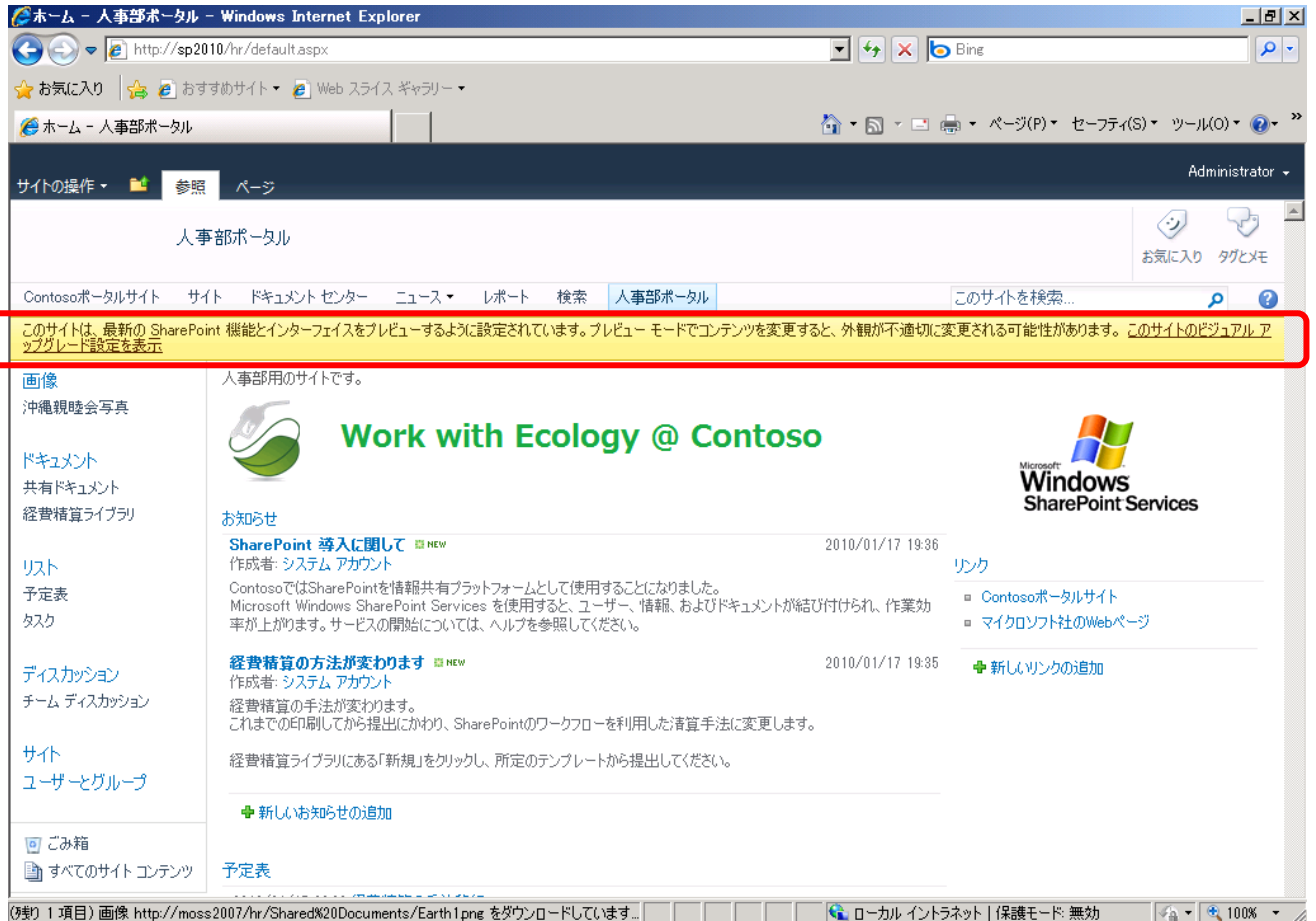 ホーム - 人事部ポータル - Windows Internet Explorer
http://sp2010/hr/default.aspx
Bing
お気に入り おすすめサイト Web スライス ギャラリー
ホーム - 人事部ポータル
ページ(P) セーフティ(S) ツール(O) »
Administrator
サイトの操作 参照 ページ
人事部ポータル
お気に入り タグとメモ
Contosoポータルサイト サイト ドキュメント センター ニュース レポート 検索 人事部ポータル このサイトを検索...
このサイトは、最新の SharePoint 機能とインターフェイスをプレビューするように設定されています。プレビュー モードでコンテンツを変更すると、外観が不適切に変更される可能性があります。 このサイトのビジュアル ア
ップグレード設定を表示
画像
沖縄親睦会写真
ドキュメント
共有ドキュメント
経費精算ライブラリ
リスト
予定表
タスク
ディスカッション
チーム ディスカッション
サイト
ユーザーとグループ
ごみ箱
すべてのサイト コンテンツ
人事部用のサイトです。
Work with Ecology @ Contoso
お知らせ
SharePoint 導入に関して NEW 2010/01/17 19:36
作成者: システム アカウント
ContosoではSharePointを情報共有プラットフォームとして使用することになりました。
Microsoft Windows SharePoint Services を使用すると、ユーザー、情報、およびドキュメントが結び付けられ、作業効
率が上がります。サービスの開始については、ヘルプを参照してください。
経費精算の方法が変わります NEW 2010/01/17 19:35
作成者: システム アカウント
経費精算の手法が変わります。
これまでの印刷してから提出にかわり、SharePointのワークフローを利用した清算手法に変更します。
経費精算ライブラリにある「新規」をクリックし、所定のテンプレートから提出してください。
新しいお知らせの追加
予定表
Microsoft
Windows
SharePoint Services
リンク
Contosoポータルサイト
マイクロソフト社のWebページ
新しいリンクの追加
(残り 1 項目) 画像 http://moss2007/hr/Shared%20Documents/Earth1.png をダウンロードしています... ローカル イントラネット | 保護モード: 無効 100%